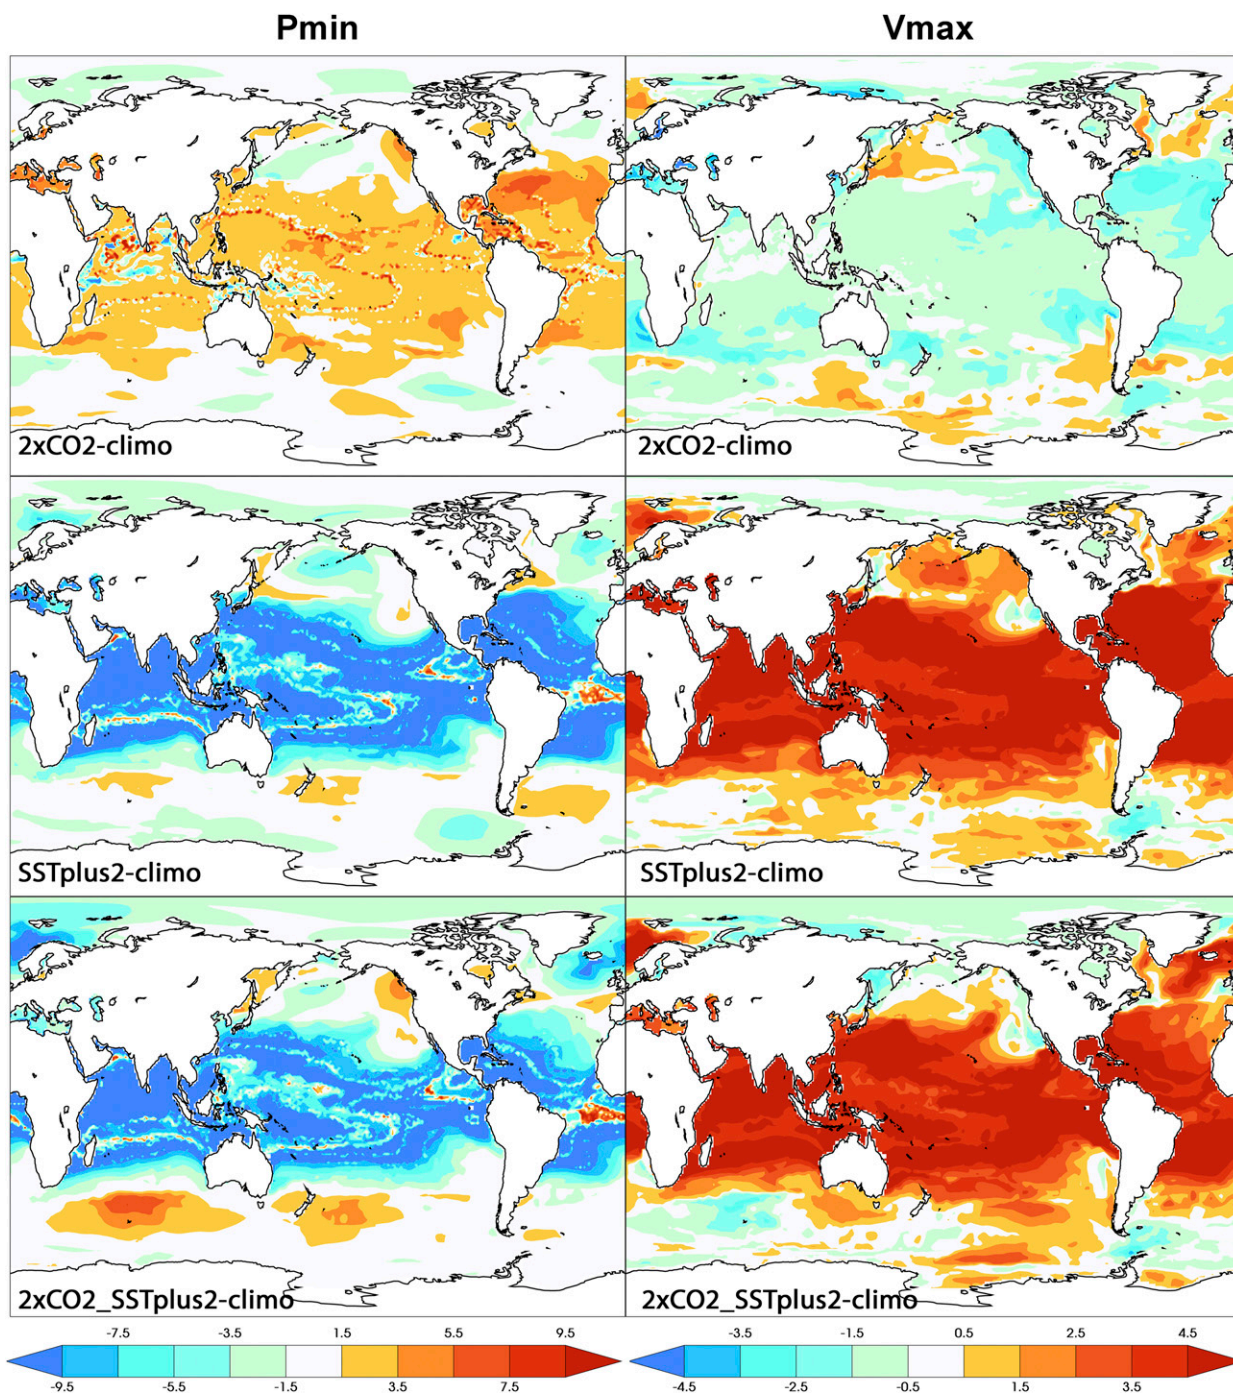 Pmin Vmax
2xCO2-climo 2xCO2-climo
SSTplus2-climo SSTplus2-climo
2xCO2_SSTplus2-climo 2xCO2_SSTplus2-climo
-7.5 -3.5 1.5 5.5 9.5 -3.5 -1.5 0.5 2.5 4.5
-9.5 -5.5 -1.5 3.5 7.5 -4.5 -2.5 -0.5 1.5 3.5